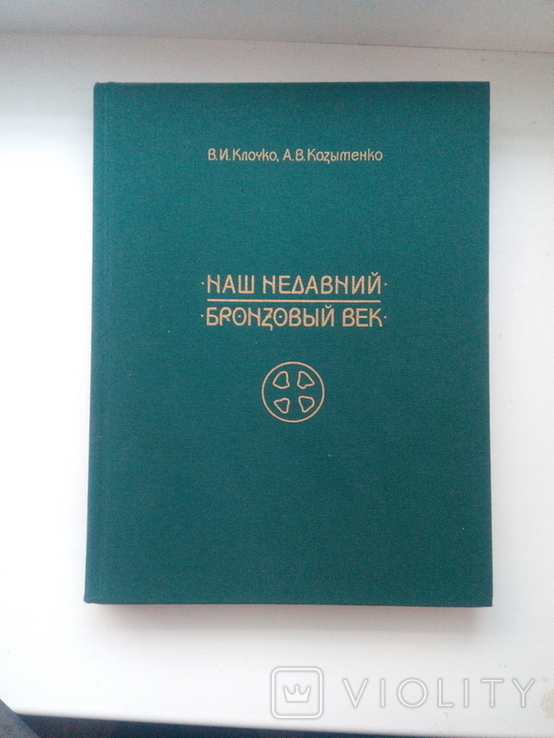 В.И.Клочко, А.В.Козыменко
·НАШ НЕДАВНИЙ·
·БРОНЗОВЫЙ ВЕК·
VIOLITY